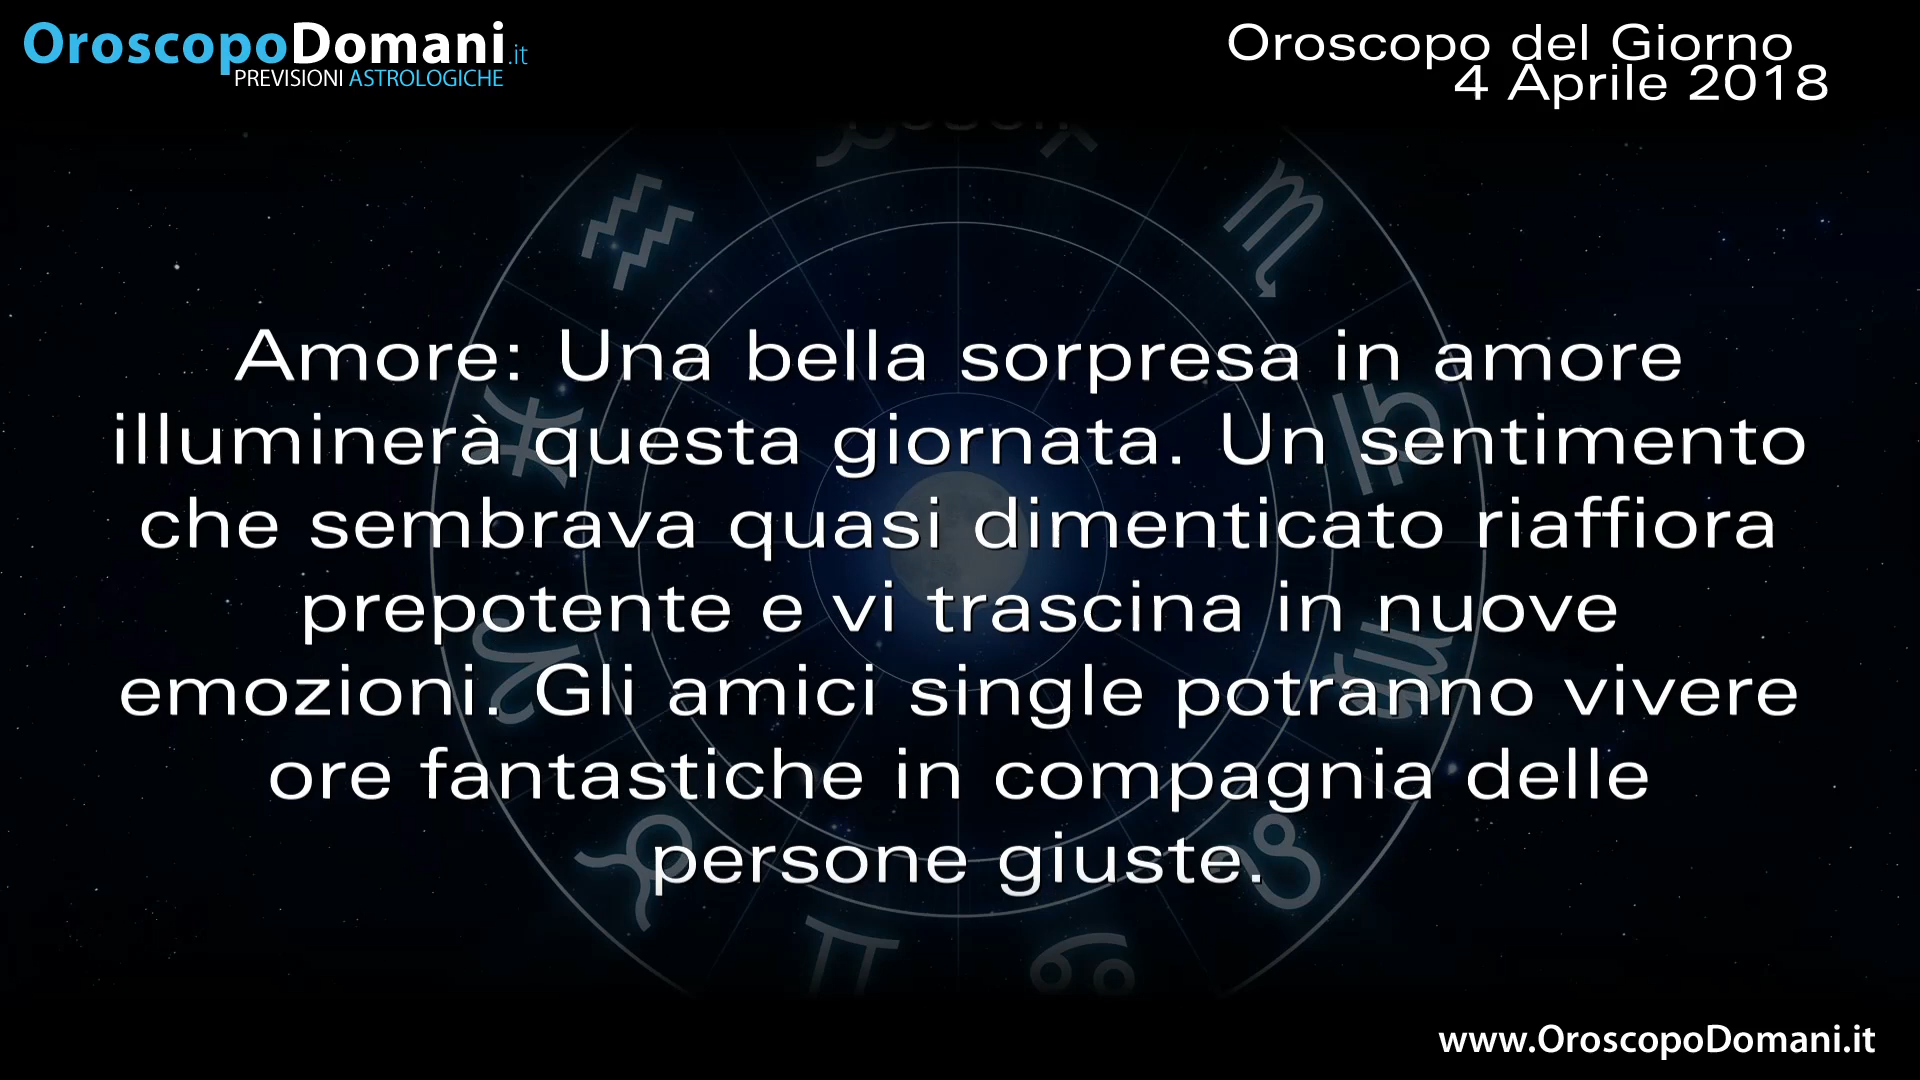 OroscopoDomani.it
PREVISIONI ASTROLOGICHE
Oroscopo del Giorno
4 Aprile 2018
Amore: Una bella sorpresa in amore
illuminerà questa giornata. Un sentimento
che sembrava quasi dimenticato riaffiora
prepotente e vi trascina in nuove
emozioni. Gli amici single potranno vivere
ore fantastiche in compagnia delle
persone giuste.
www.OroscopoDomani.it